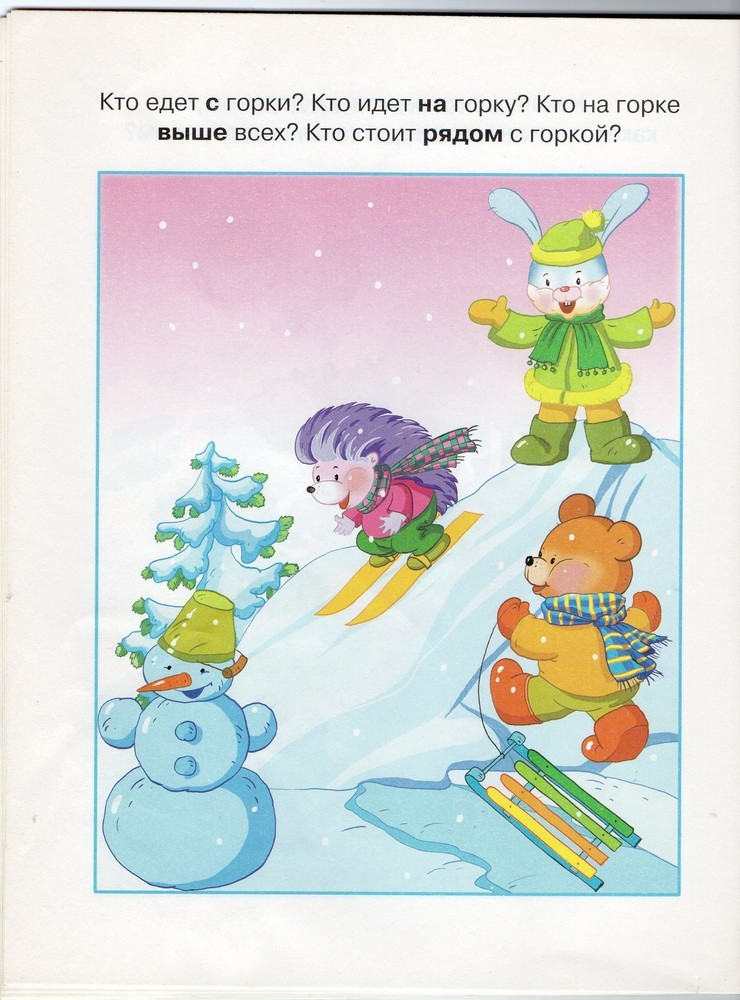 Кто едет с горки? Кто идет на горку? Кто на горке
выше всех? Кто стоит рядом с горкой?